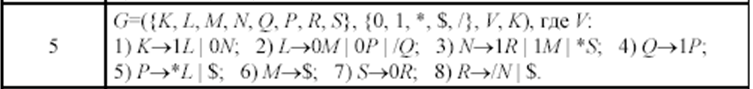 5
G=({K, L, M, N, Q, P, R, S}, {0, 1, *, $, /}, V, K), где V:
1) K→1L | 0N; 2) L→0M | 0P | /Q; 3) N→1R | 1M | *S; 4) Q→1P;
5) P→*L | $; 6) M→$; 7) S→0R; 8) R→/N | $.